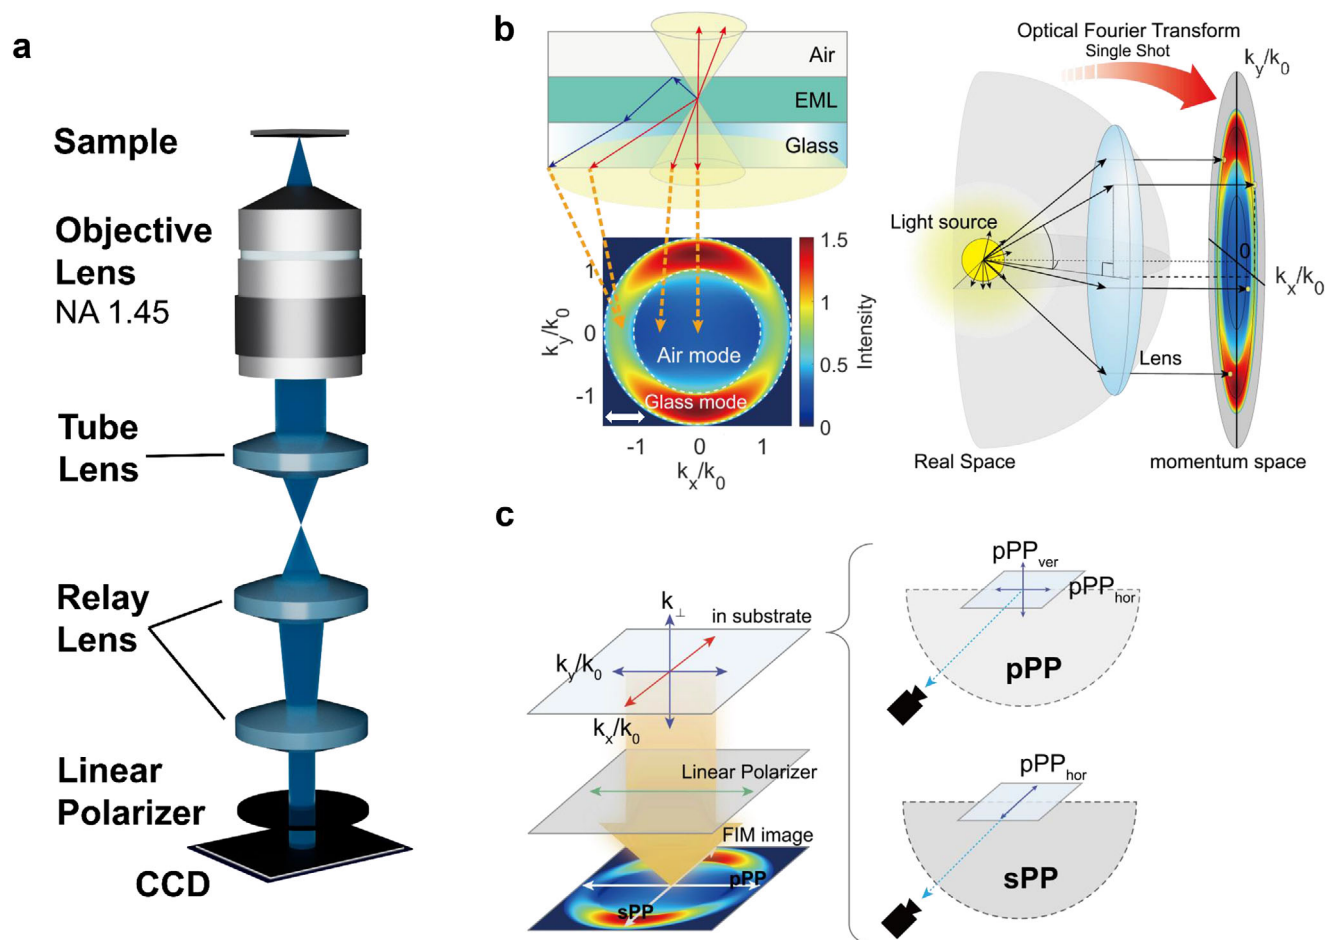 a
Sample
Objective
Lens
NA 1.45
Tube
Lens
Relay
Lens
Linear
Polarizer
CCD
b
Air
EML
Glass
1
0
-1
k_y/k_0
Air mode
Glass mode
-1 0 1
k_x/k_0
1.5
1
0.5
0
Intensity
Optical Fourier Transform
Single Shot
k_y/k_0
Light source
0
k_x/k_0
Lens
Real Space
momentum space
c
k_⊥
in substrate
k_y/k_0
k_x/k_0
Linear Polarizer
FIM image
pPP
sPP
pPP_ver
pPP_hor
pPP
pPP_hor
sPP